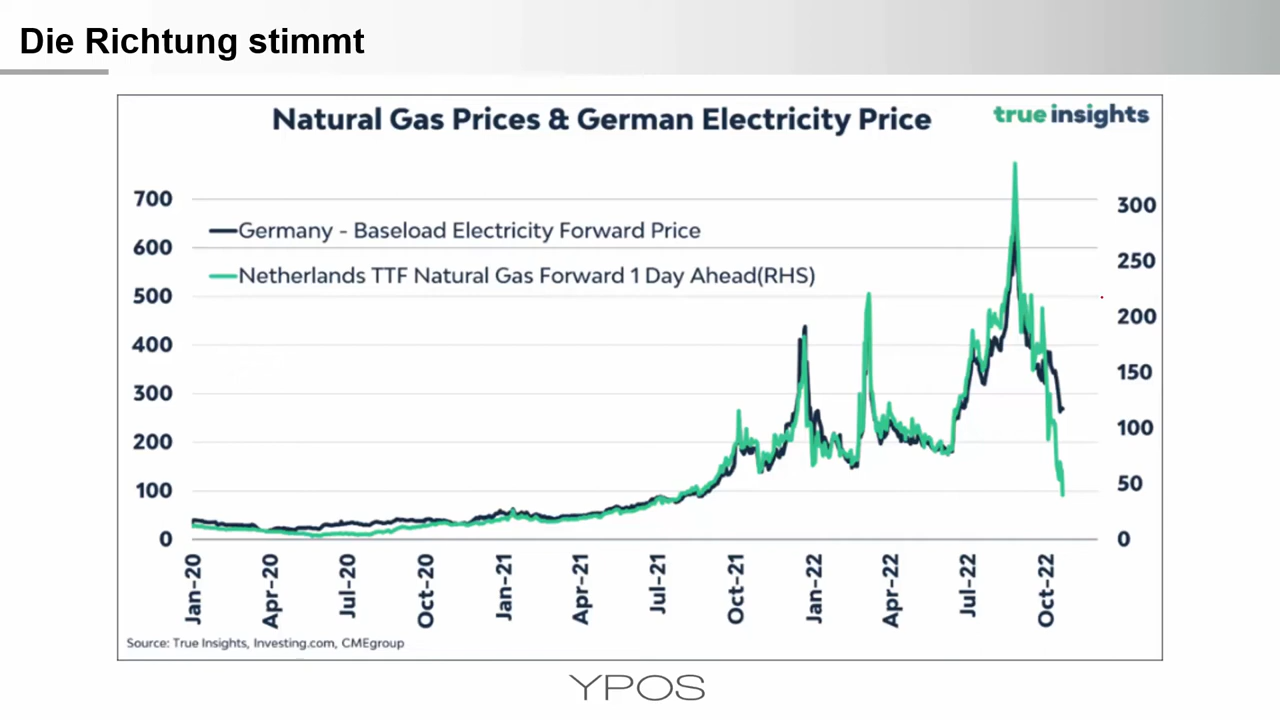 Die Richtung stimmt
Natural Gas Prices & German Electricity Price
true insights
700
600
500
400
300
200
100
0
Germany - Baseload Electricity Forward Price
Netherlands TTF Natural Gas Forward 1 Day Ahead(RHS)
300
250
200
150
100
50
0
Jan-20
Apr-20
Jul-20
Oct-20
Jan-21
Apr-21
Jul-21
Oct-21
Jan-22
Apr-22
Jul-22
Oct-22
Source: True Insights, Investing.com, CMEgroup
YPOS